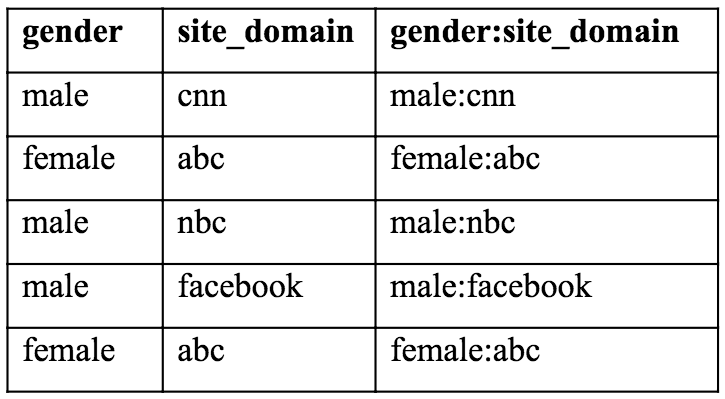 gender site_domain gender:site_domain
male cnn male:cnn
female abc female:abc
male nbc male:nbc
male facebook male:facebook
female abc female:abc